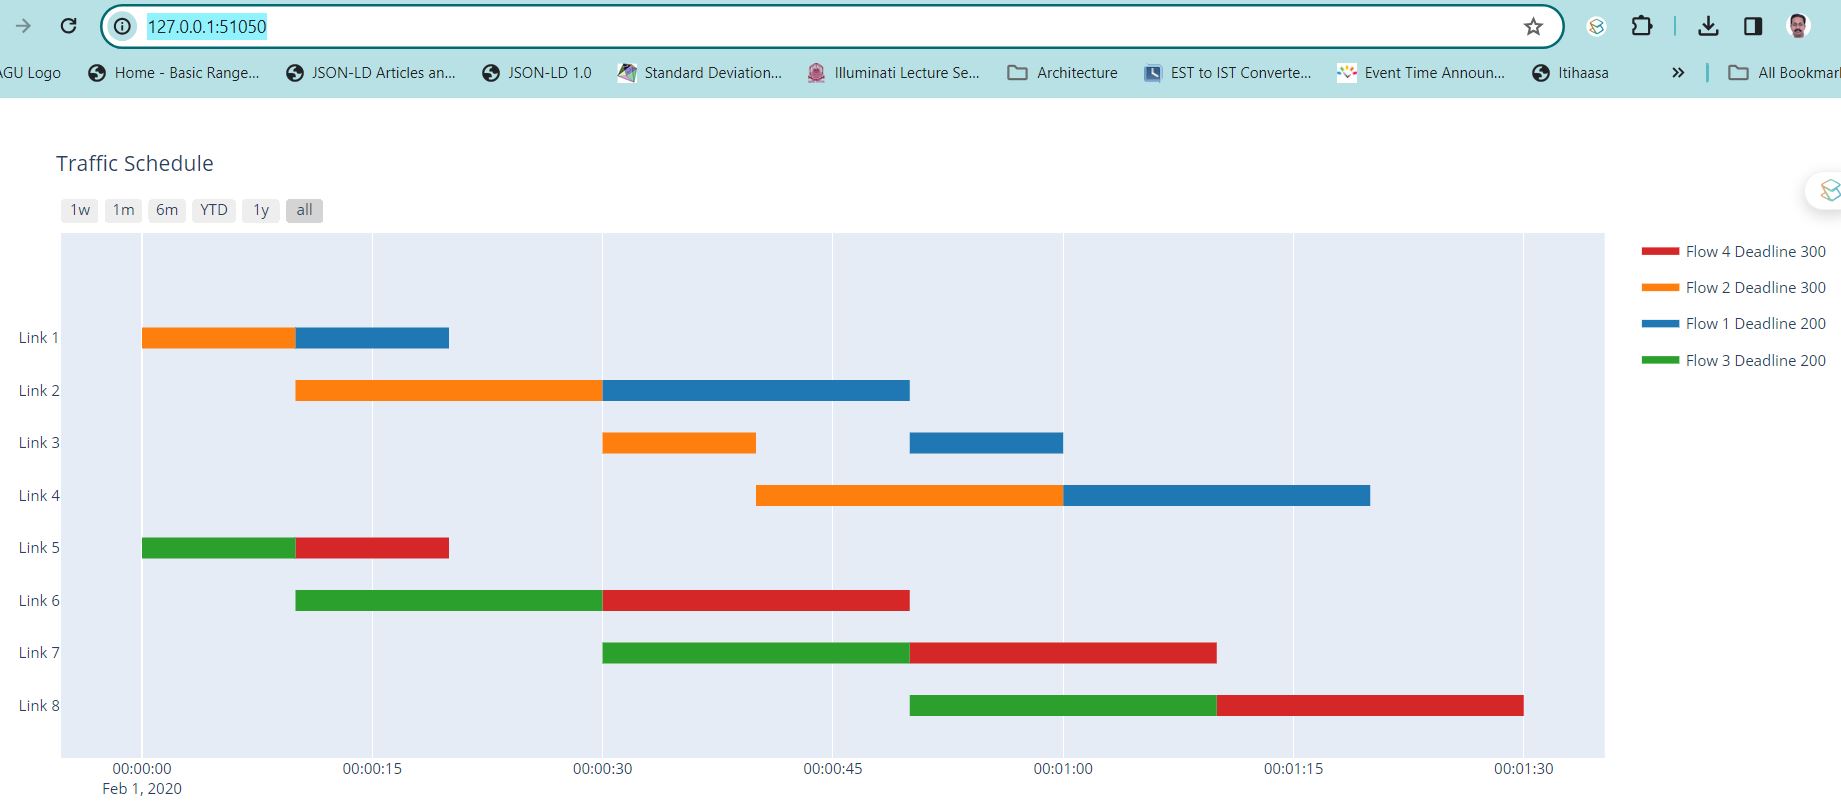 127.0.0.1:51050
AGU Logo Home - Basic Range... JSON-LD Articles an... JSON-LD 1.0 Standard Deviation... Illuminati Lecture Se... Architecture EST to IST Converte... Event Time Announ... Itihaasa » All Bookmar
Traffic Schedule
1w 1m 6m YTD 1y all
Flow 4 Deadline 300
Flow 2 Deadline 300
Flow 1 Deadline 200
Flow 3 Deadline 200
Link 1
Link 2
Link 3
Link 4
Link 5
Link 6
Link 7
Link 8
00:00:00 00:00:15 00:00:30 00:00:45 00:01:00 00:01:15 00:01:30
Feb 1, 2020